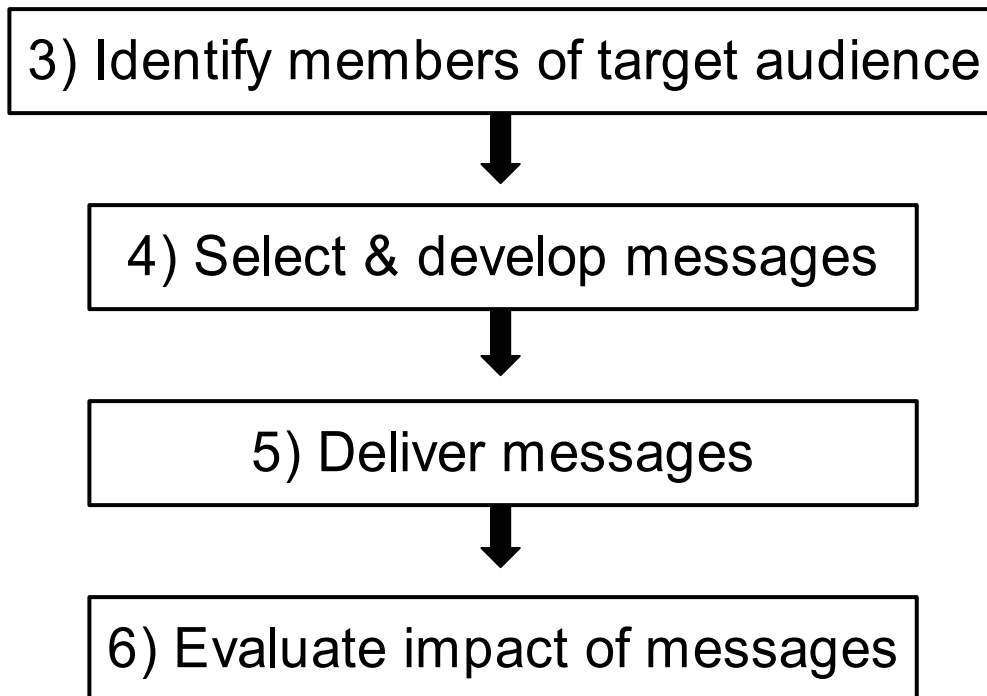 3) Identify members of target audience
4) Select & develop messages
5) Deliver messages
6) Evaluate impact of messages